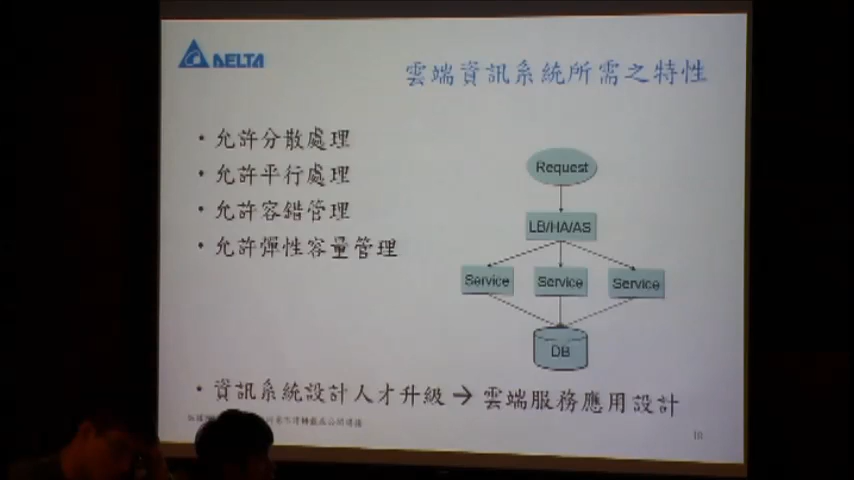 DELTA
雲端資訊系統所需之特性
• 允許分散處理
• 允許平行處理
• 允許容錯管理
• 允許彈性容量管理
Request
LB/HA/AS
Service Service Service
DB
• 資訊系統設計人才升級 → 雲端服務應用設計
10